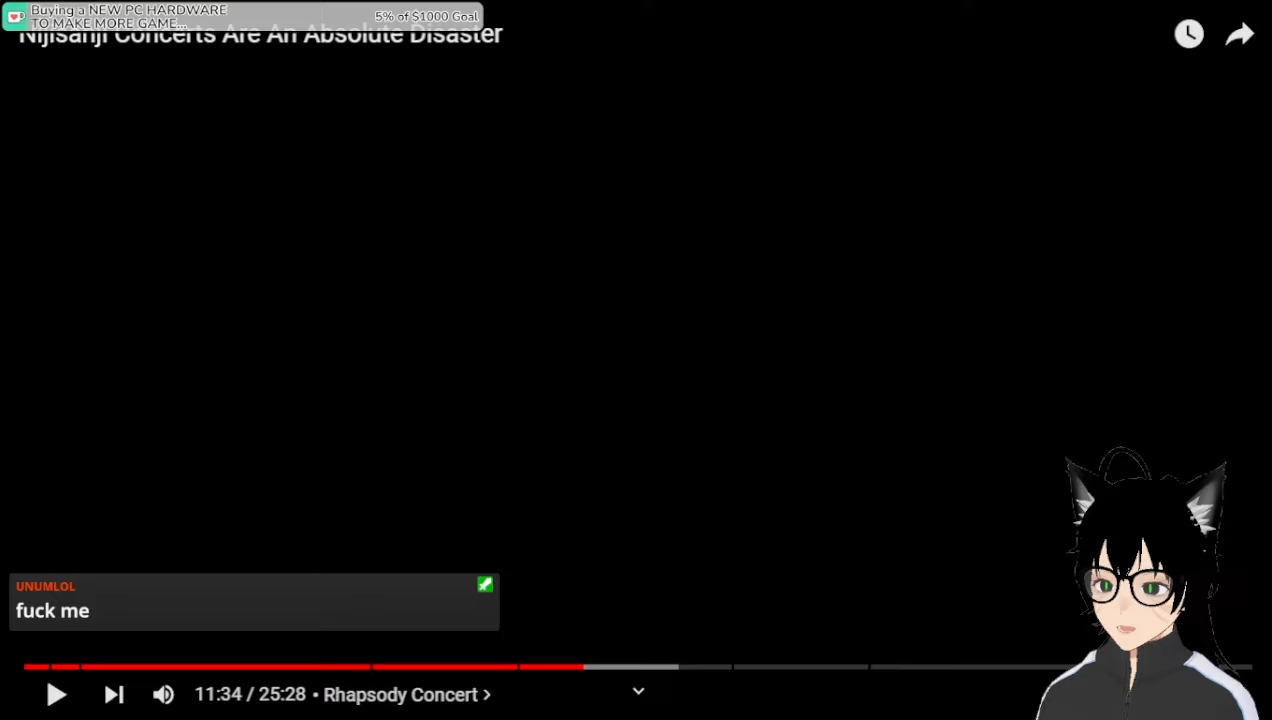 Buying a NEW PC HARDWARE
TO MAKE MORE GAME...
5% of $1000 Goal
Nijisanji Concerts Are An Absolute Disaster
UNUMLOL
fuck me
11:34 / 25:28 • Rhapsody Concert ›